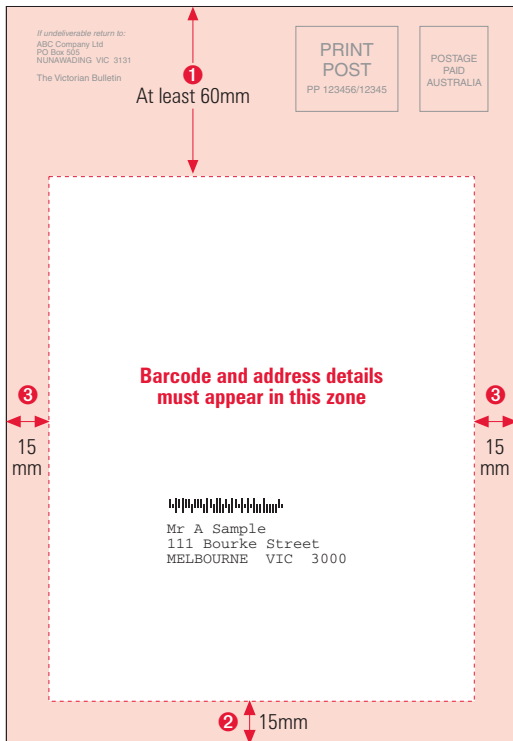 If undeliverable return to:
ABC Company Ltd
PO Box 505
NUNAWADING VIC 3131
The Victorian Bulletin
PRINT
POST
PP 123456/12345
POSTAGE
PAID
AUSTRALIA
1
At least 60mm
Barcode and address details
must appear in this zone
3
15
mm
3
15
mm
Mr A Sample
111 Bourke Street
MELBOURNE VIC 3000
2 15mm